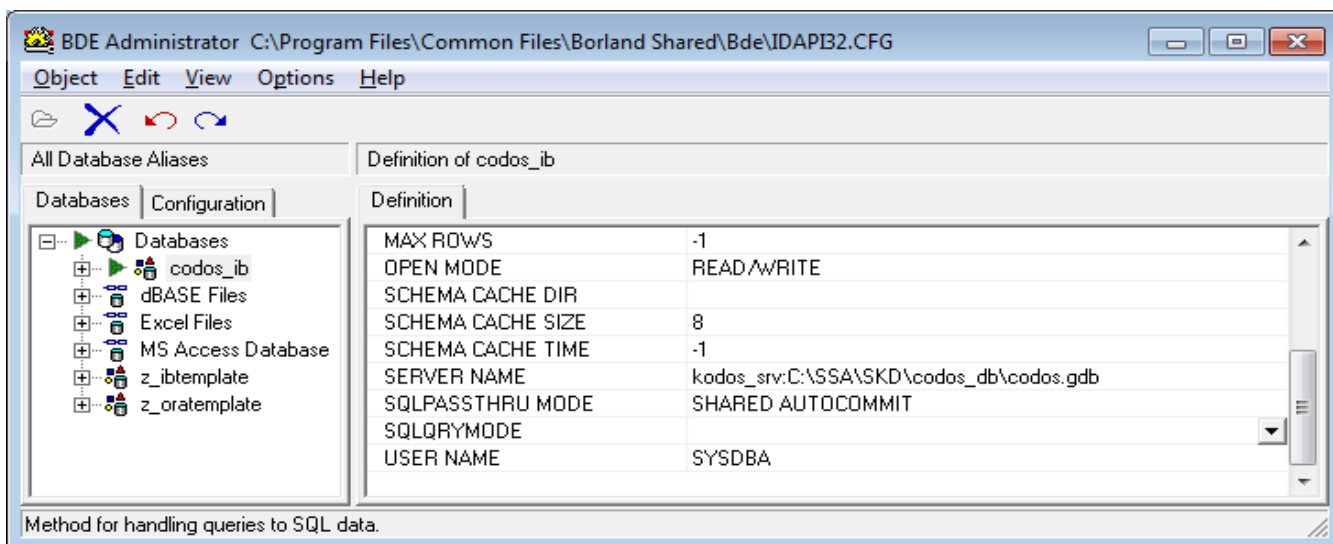 BDE Administrator C:\Program Files\Common Files\Borland Shared\Bde\IDAPI32.CFG
Object Edit View Options Help
All Database Aliases
Definition of codos_ib
Databases Configuration
Definition
Databases
codos_ib
dBASE Files
Excel Files
MS Access Database
z_ibtemplate
z_oratemplate
MAX ROWS -1
OPEN MODE READ/WRITE
SCHEMA CACHE DIR
SCHEMA CACHE SIZE 8
SCHEMA CACHE TIME -1
SERVER NAME kodos_srv:C:\SSA\SKD\codos_db\codos.gdb
SQLPASSTHRU MODE SHARED AUTOCOMMIT
SQLQRYMODE
USER NAME SYSDBA
Method for handling queries to SQL data.